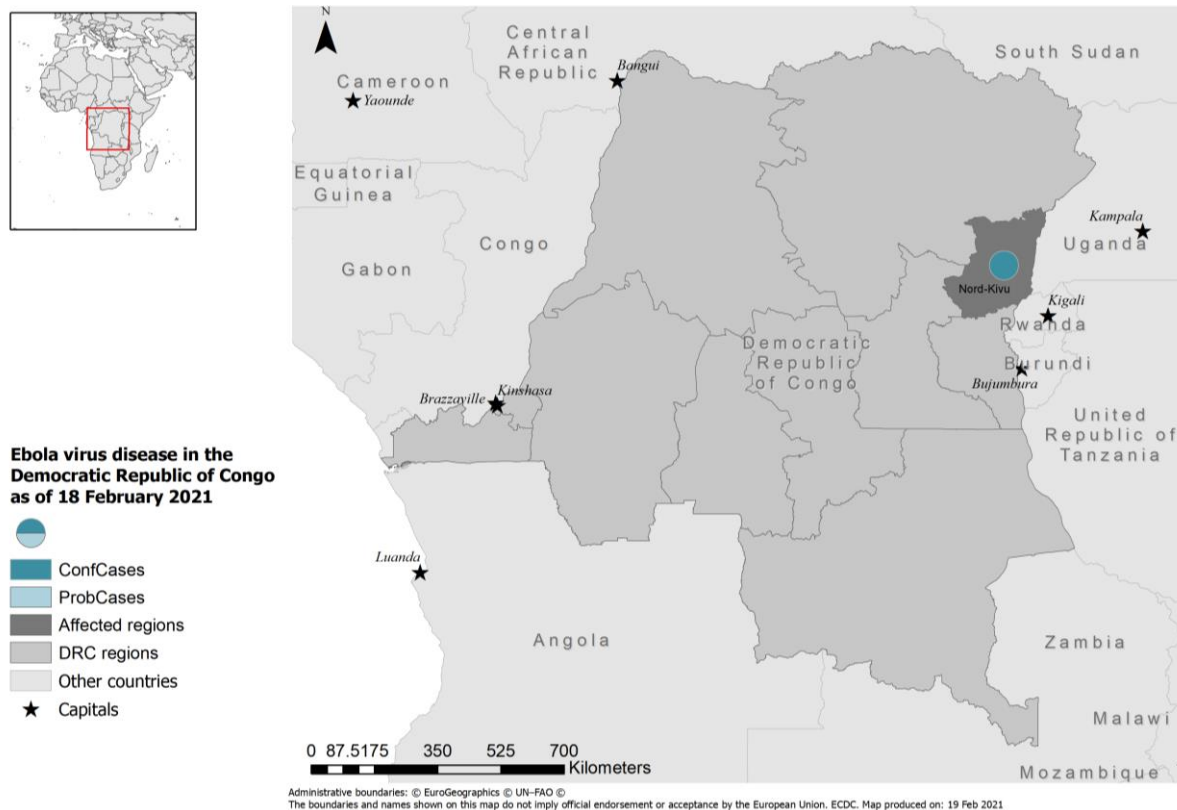 N
Central
African
Republic
South Sudan
Bangui
Cameroon
Yaounde
Equatorial
Guinea
Congo
Gabon
Kampala
Uganda
Nord-Kivu
Kigali
Rwanda
Democratic
Republic
of Congo
Burundi
Bujumbura
Brazzaville
Kinshasa
United
Republic of
Tanzania
Luanda
Angola
Zambia
Malawi
Mozambique
Ebola virus disease in the
Democratic Republic of Congo
as of 18 February 2021
ConfCases
ProbCases
Affected regions
DRC regions
Other countries
Capitals
0 87.5175 350 525 700
Kilometers
Administrative boundaries: © EuroGeographics © UN–FAO ©
The boundaries and names shown on this map do not imply official endorsement or acceptance by the European Union. ECDC. Map produced on: 19 Feb 2021